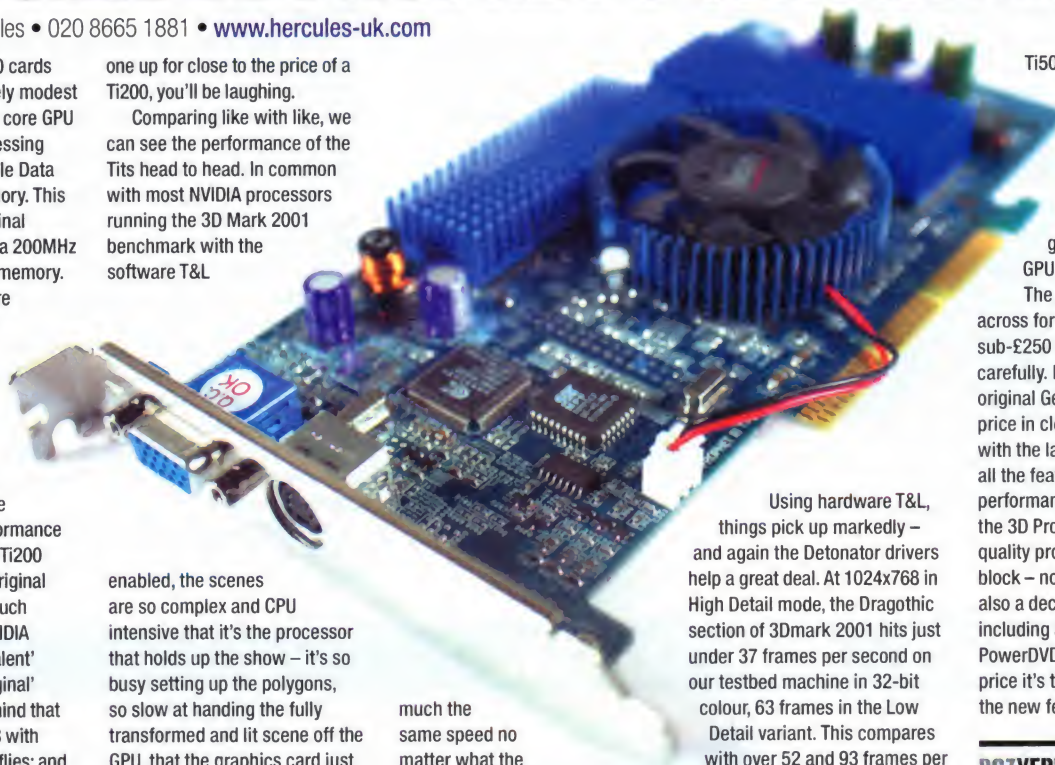 les • 020 8665 1881 • www.hercules-uk.com
0 cards
ely modest
core GPU
essing
le Data
ory. This
inal
a 200MHz
memory.
re
e
ormance
Ti200
riginal
uch
IDIA
alent'
ginal'
mind that
3 with
flies: and
one up for close to the price of a
Ti200, you'll be laughing.
Comparing like with like, we
can see the performance of the
Tits head to head. In common
with most NVIDIA processors
running the 3D Mark 2001
benchmark with the
software T&L
enabled, the scenes
are so complex and CPU
intensive that it's the processor
that holds up the show – it's so
busy setting up the polygons,
so slow at handing the fully
transformed and lit scene off the
GPU, that the graphics card just
much the
same speed no
matter what the
Using hardware T&L,
things pick up markedly –
and again the Detonator drivers
help a great deal. At 1024x768 in
High Detail mode, the Dragothic
section of 3Dmark 2001 hits just
under 37 frames per second on
our testbed machine in 32-bit
colour, 63 frames in the Low
Detail variant. This compares
with over 52 and 93 frames per
Ti50
g
GPU
The
across for
sub-£250
carefully.
original Ge
price in cl
with the la
all the fea
performan
the 3D Pro
quality pro
block – no
also a dec
including
PowerDVD
price it's t
the new fe
PCZVERD
Q.C.
OK